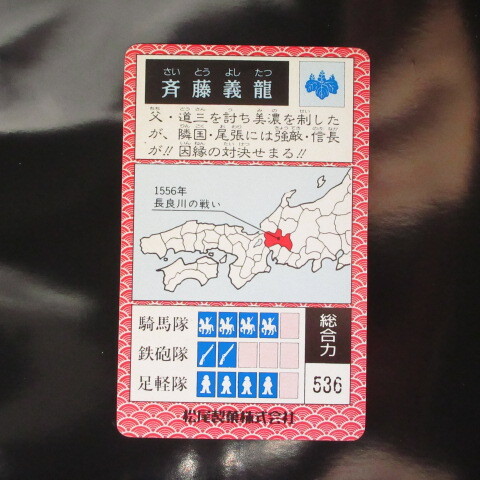 さい とう よし たつ
斉藤義龍
父・道三を討ち美濃を制した
が、隣国・尾張には強敵・信長
が!! 因縁の対決せまる!!
1556年
長良川の戦い
騎馬隊
鉄砲隊
足軽隊
総合力
536
松尾製菓株式会社